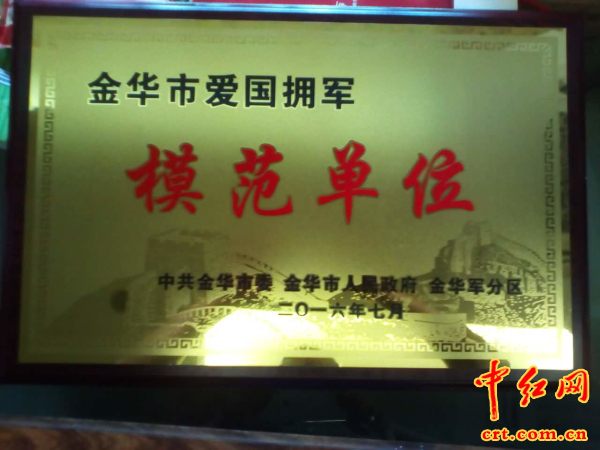 金华市爱国拥军
模范单位
中共金华市委 金华市人民政府 金华军分区
二〇一六年七月
中红网
crt.com.cn